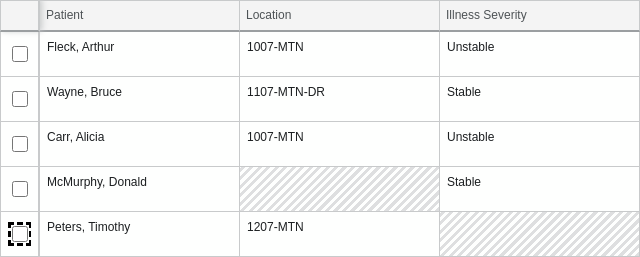 Patient Location Illness Severity
Fleck, Arthur 1007-MTN Unstable
Wayne, Bruce 1107-MTN-DR Stable
Carr, Alicia 1007-MTN Unstable
McMurphy, Donald Stable
Peters, Timothy 1207-MTN